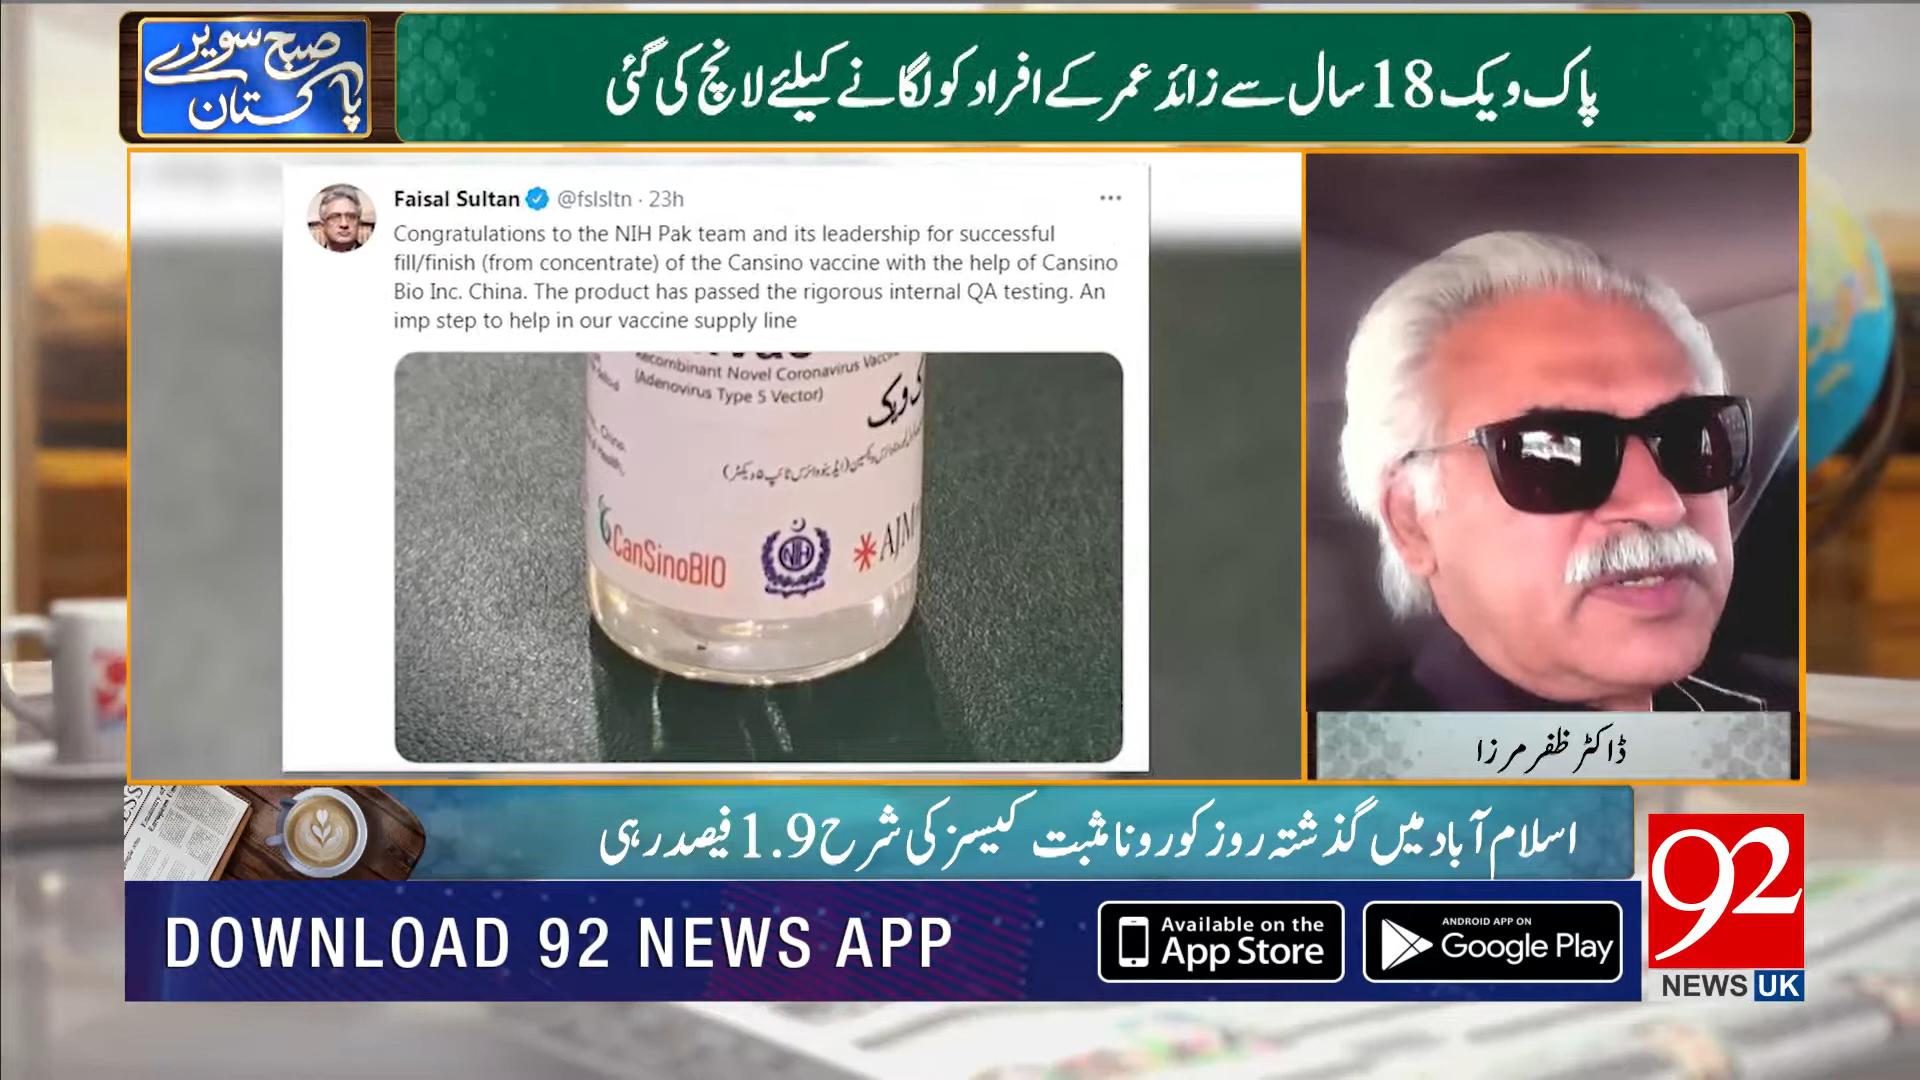 صبح سویرے
پاکستان
پاک ویک 18 سال سے زائد عمر کے افراد کو لگانے کیلئے لانچ کی گئی
Faisal Sultan @fslsltn · 23h
Congratulations to the NIH Pak team and its leadership for successful
fill/finish (from concentrate) of the Cansino vaccine with the help of Cansino
Bio Inc. China. The product has passed the rigorous internal QA testing. An
imp step to help in our vaccine supply line
Recombinant Novel Coronavirus
(Adenovirus Type 5 Vector)
ویک
CanSinoBIO
NIH
AJM
ڈاکٹر ظفر مرزا
اسلام آباد میں گذشتہ روز کورونا مثبت کیسز کی شرح 1.9 فیصد رہی
DOWNLOAD 92 NEWS APP
Available on the
App Store
ANDROID APP ON
Google Play
92
NEWS UK